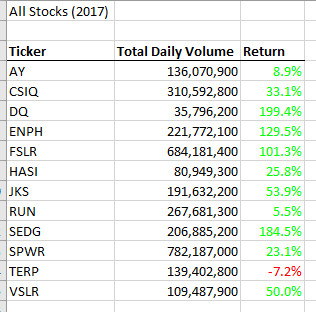 All Stocks (2017)
Ticker Total Daily Volume Return
AY 136,070,900 8.9%
CSIQ 310,592,800 33.1%
DQ 35,796,200 199.4%
ENPH 221,772,100 129.5%
FSLR 684,181,400 101.3%
HASI 80,949,300 25.8%
JKS 191,632,200 53.9%
RUN 267,681,300 5.5%
SEDG 206,885,200 184.5%
SPWR 782,187,000 23.1%
TERP 139,402,800 -7.2%
VSLR 109,487,900 50.0%